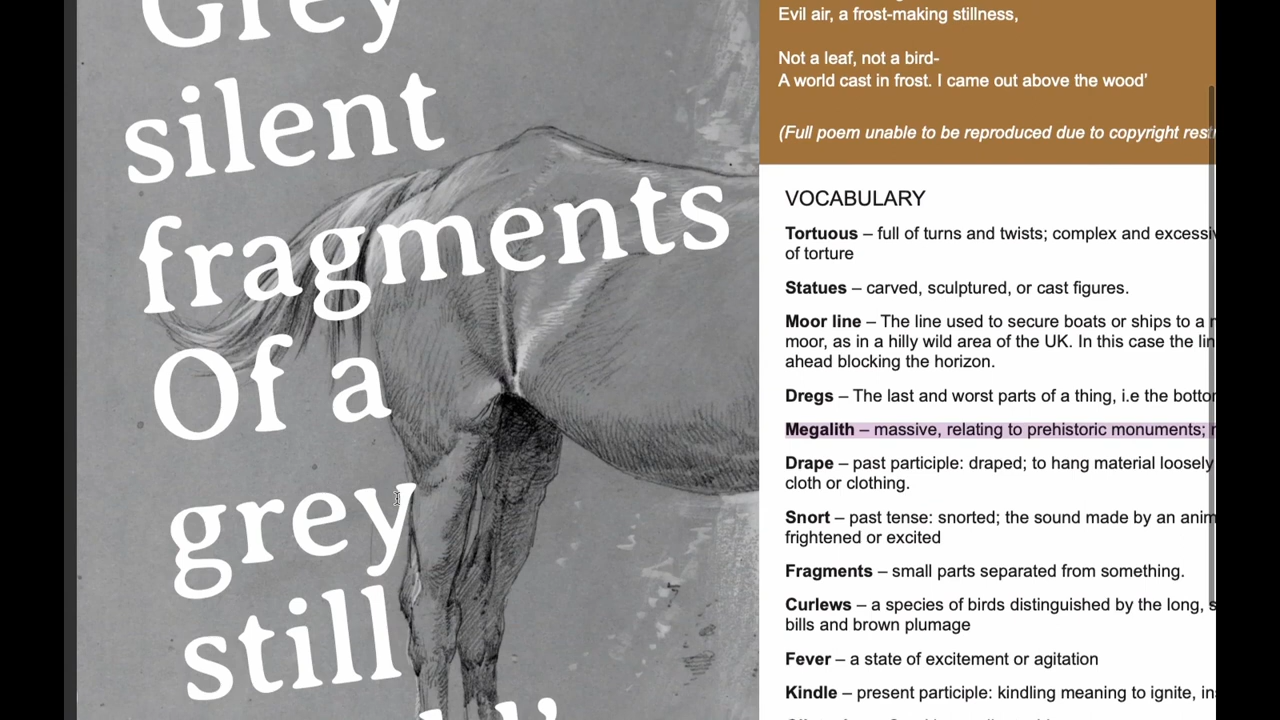 Grey
silent
fragments
Of a
grey
still
Evil air, a frost-making stillness,
Not a leaf, not a bird-
A world cast in frost. I came out above the wood’
(Full poem unable to be reproduced due to copyright
VOCABULARY
Tortuous – full of turns and twists; complex and
of torture
Statues – carved, sculptured, or cast figures.
Moor line – The line used to secure boats or ships to a
moor, as in a hilly wild area of the UK. In this case the
ahead blocking the horizon.
Dregs – The last and worst parts of a thing, i.e the
Megalith – massive, relating to prehistoric monuments;
Drape – past participle: draped; to hang material loosely
cloth or clothing.
Snort – past tense: snorted; the sound made by an
frightened or excited
Fragments – small parts separated from something.
Curlews – a species of birds distinguished by the long,
bills and brown plumage
Fever – a state of excitement or agitation
Kindle – present participle: kindling meaning to ignite,